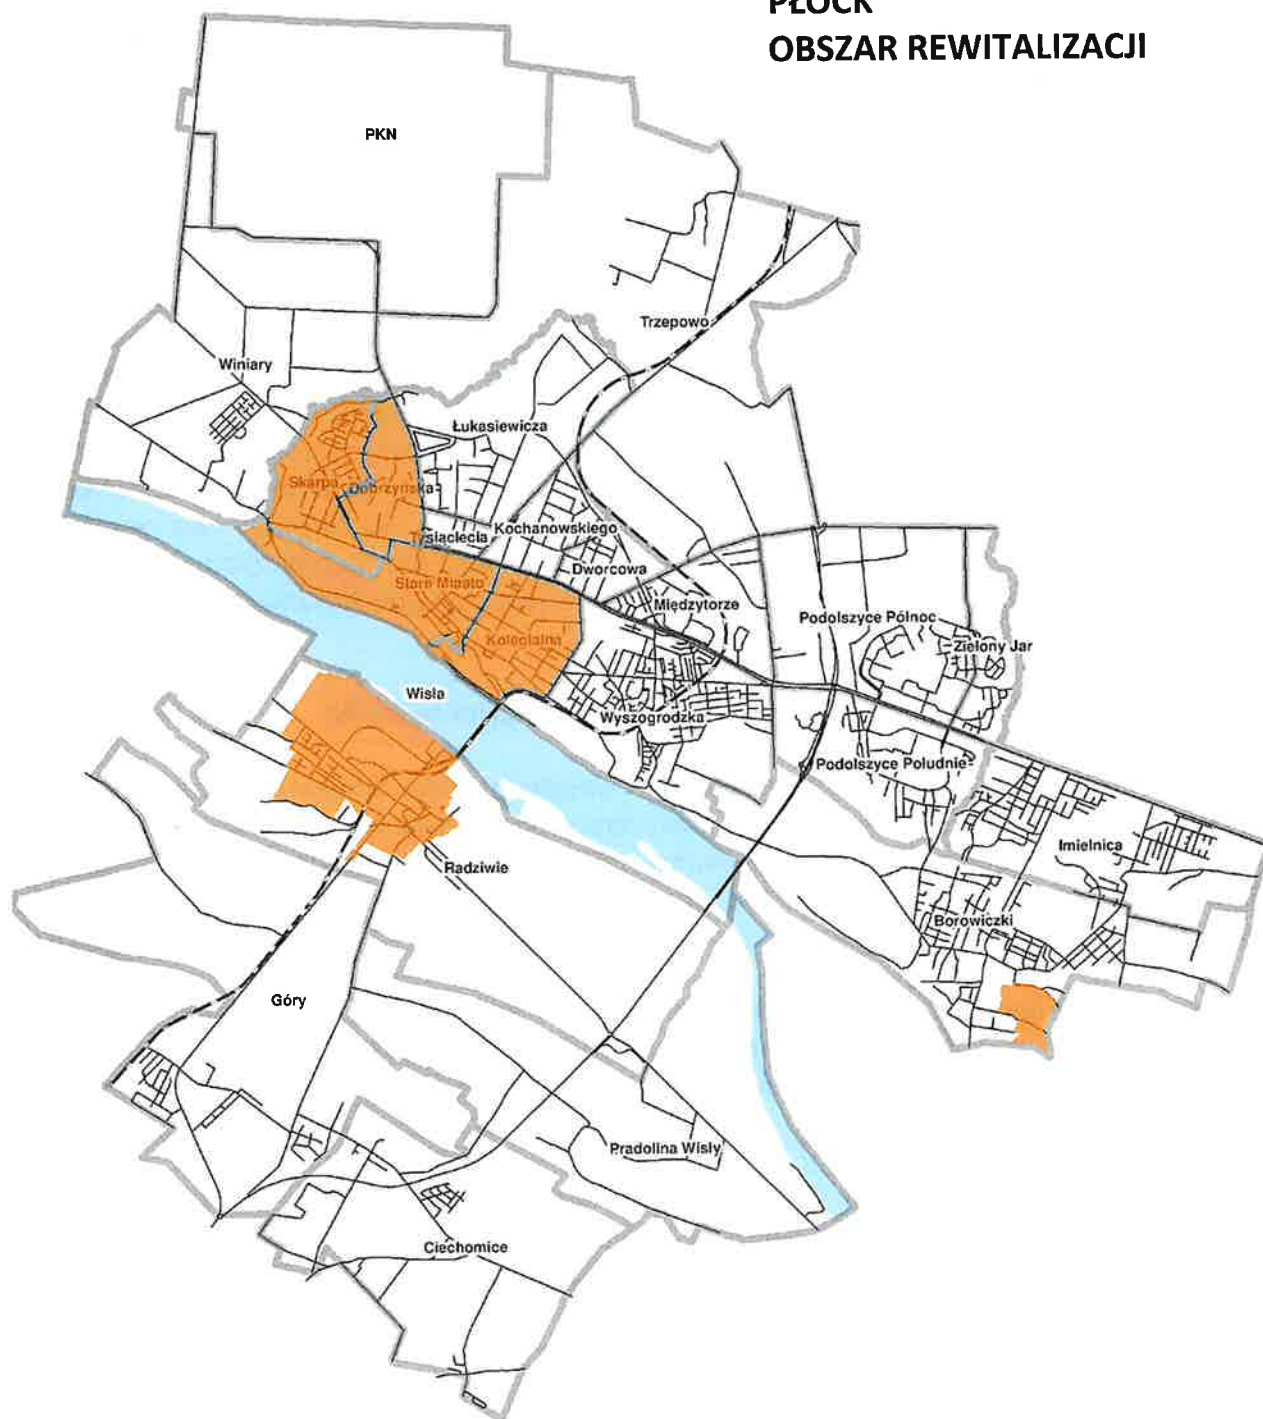 PŁOCK
OBSZAR REWITALIZACJI
PKN
Trzepowo
Winiary
Łukasiewicza
Skarpa
Dobrzyńska
Tysiąclecia
Kochanowskiego
Dworcowa
Stare Miasto
Międzytorze
Podolszyce Północ
Kolegialna
Zielony Jar
Wisła
Wyszogrodzka
Podolszyce Południe
Imielnica
Radziwie
Borowiczki
Góry
Pradolina Wisły
Ciechomice